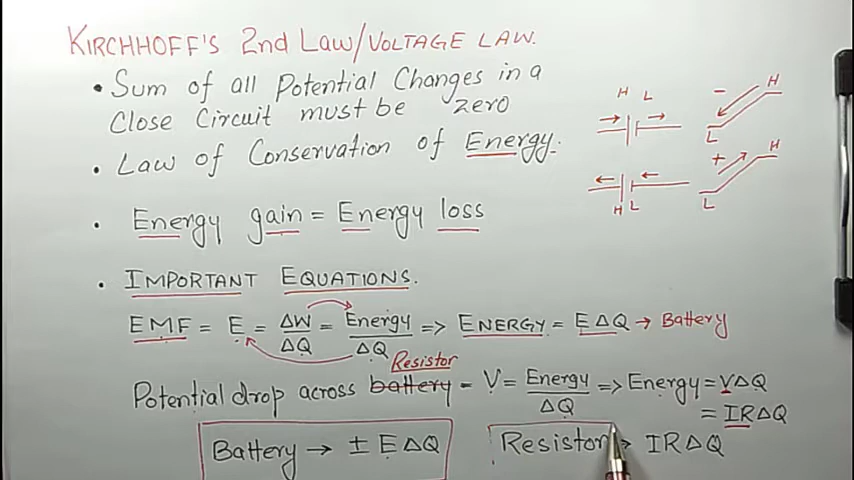 KIRCHHOFF'S 2nd LAW/VOLTAGE LAW.
• Sum of all Potential Changes in a
Close Circuit must be zero
• Law of Conservation of Energy.
• Energy gain = Energy loss
• IMPORTANT EQUATIONS.
EMF = E = ΔW/ΔQ = Energy/ΔQ => ENERGY = EΔQ → Battery
Resistor
Potential drop across battery - V = Energy/ΔQ => Energy = VΔQ
= IRΔQ
Battery → ± EΔQ
Resistor → IRΔQ
H L
- H
L
+ H
L
H L